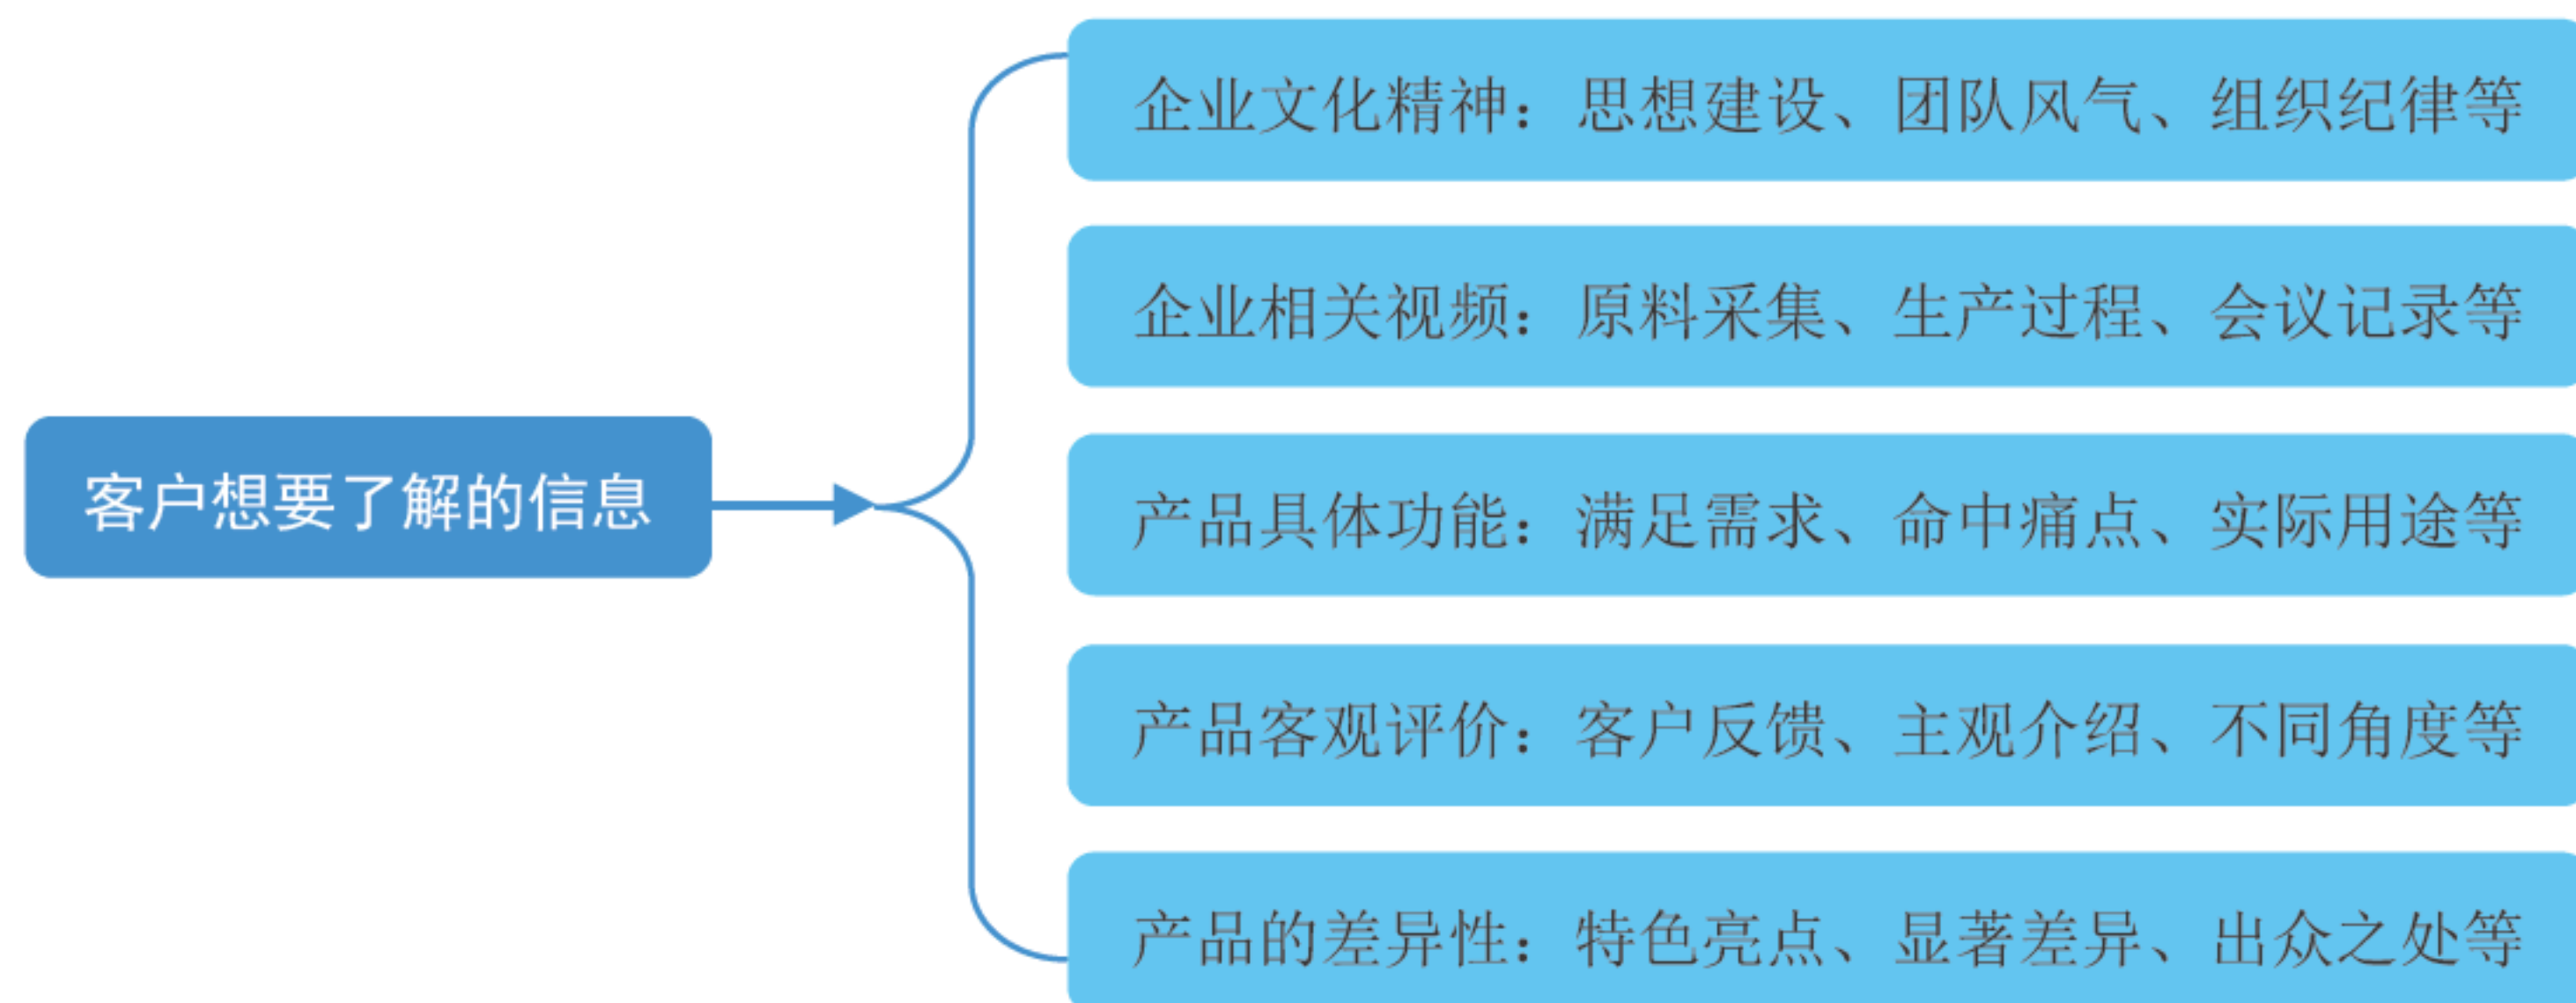 客户想要了解的信息
企业文化精神：思想建设、团队风气、组织纪律等
企业相关视频：原料采集、生产过程、会议记录等
产品具体功能：满足需求、命中痛点、实际用途等
产品客观评价：客户反馈、主观介绍、不同角度等
产品的差异性：特色亮点、显著差异、出众之处等